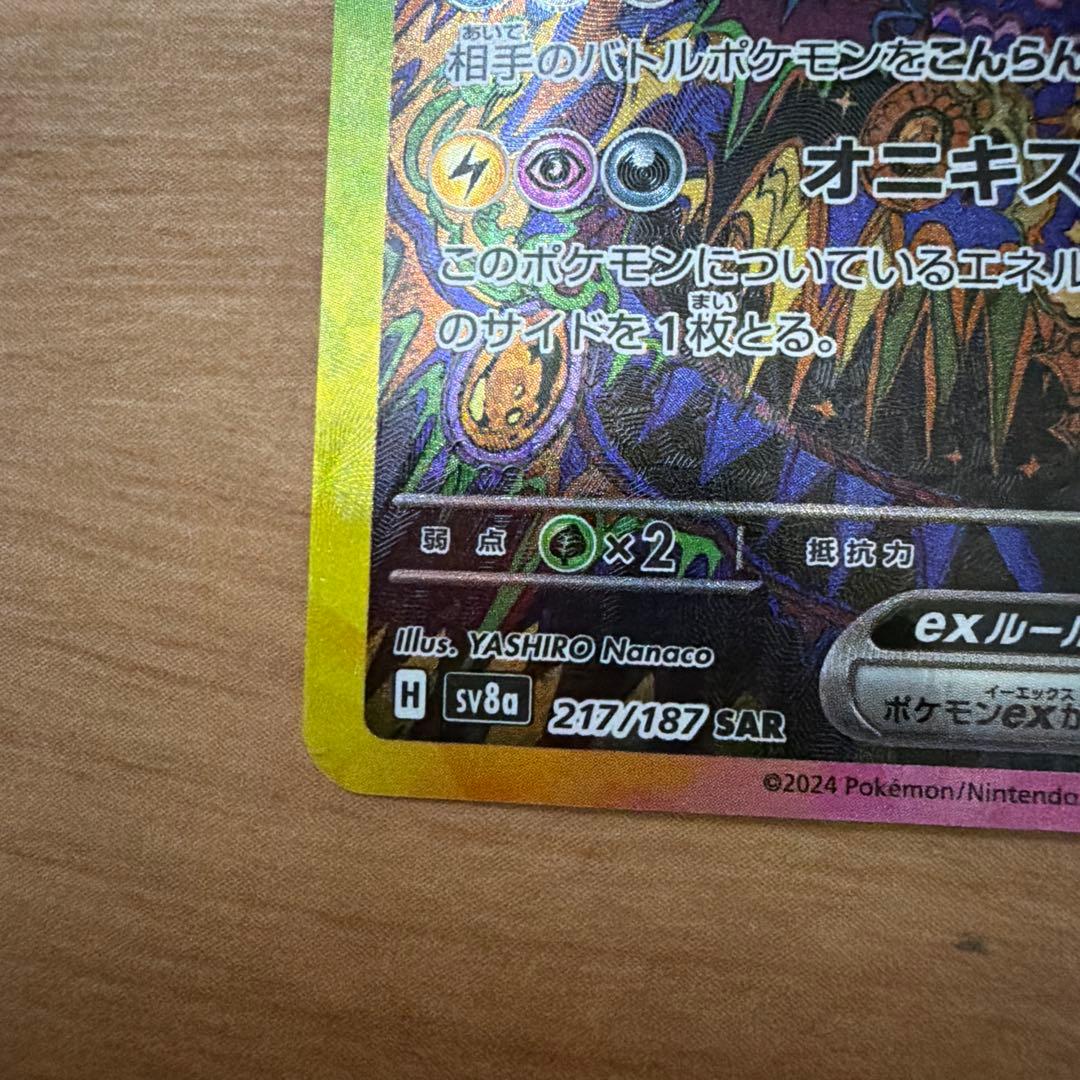 あいて
相手のバトルポケモンをこんらん
オニキス
このポケモンについているエネル
まい
のサイドを1枚とる。
弱点 ×2 抵抗力
exルール
Illus. YASHIRO Nanaco
イーエックス
ポケモンexが
H sv8a 217/187 SAR
©2024 Pokémon/Nintendo